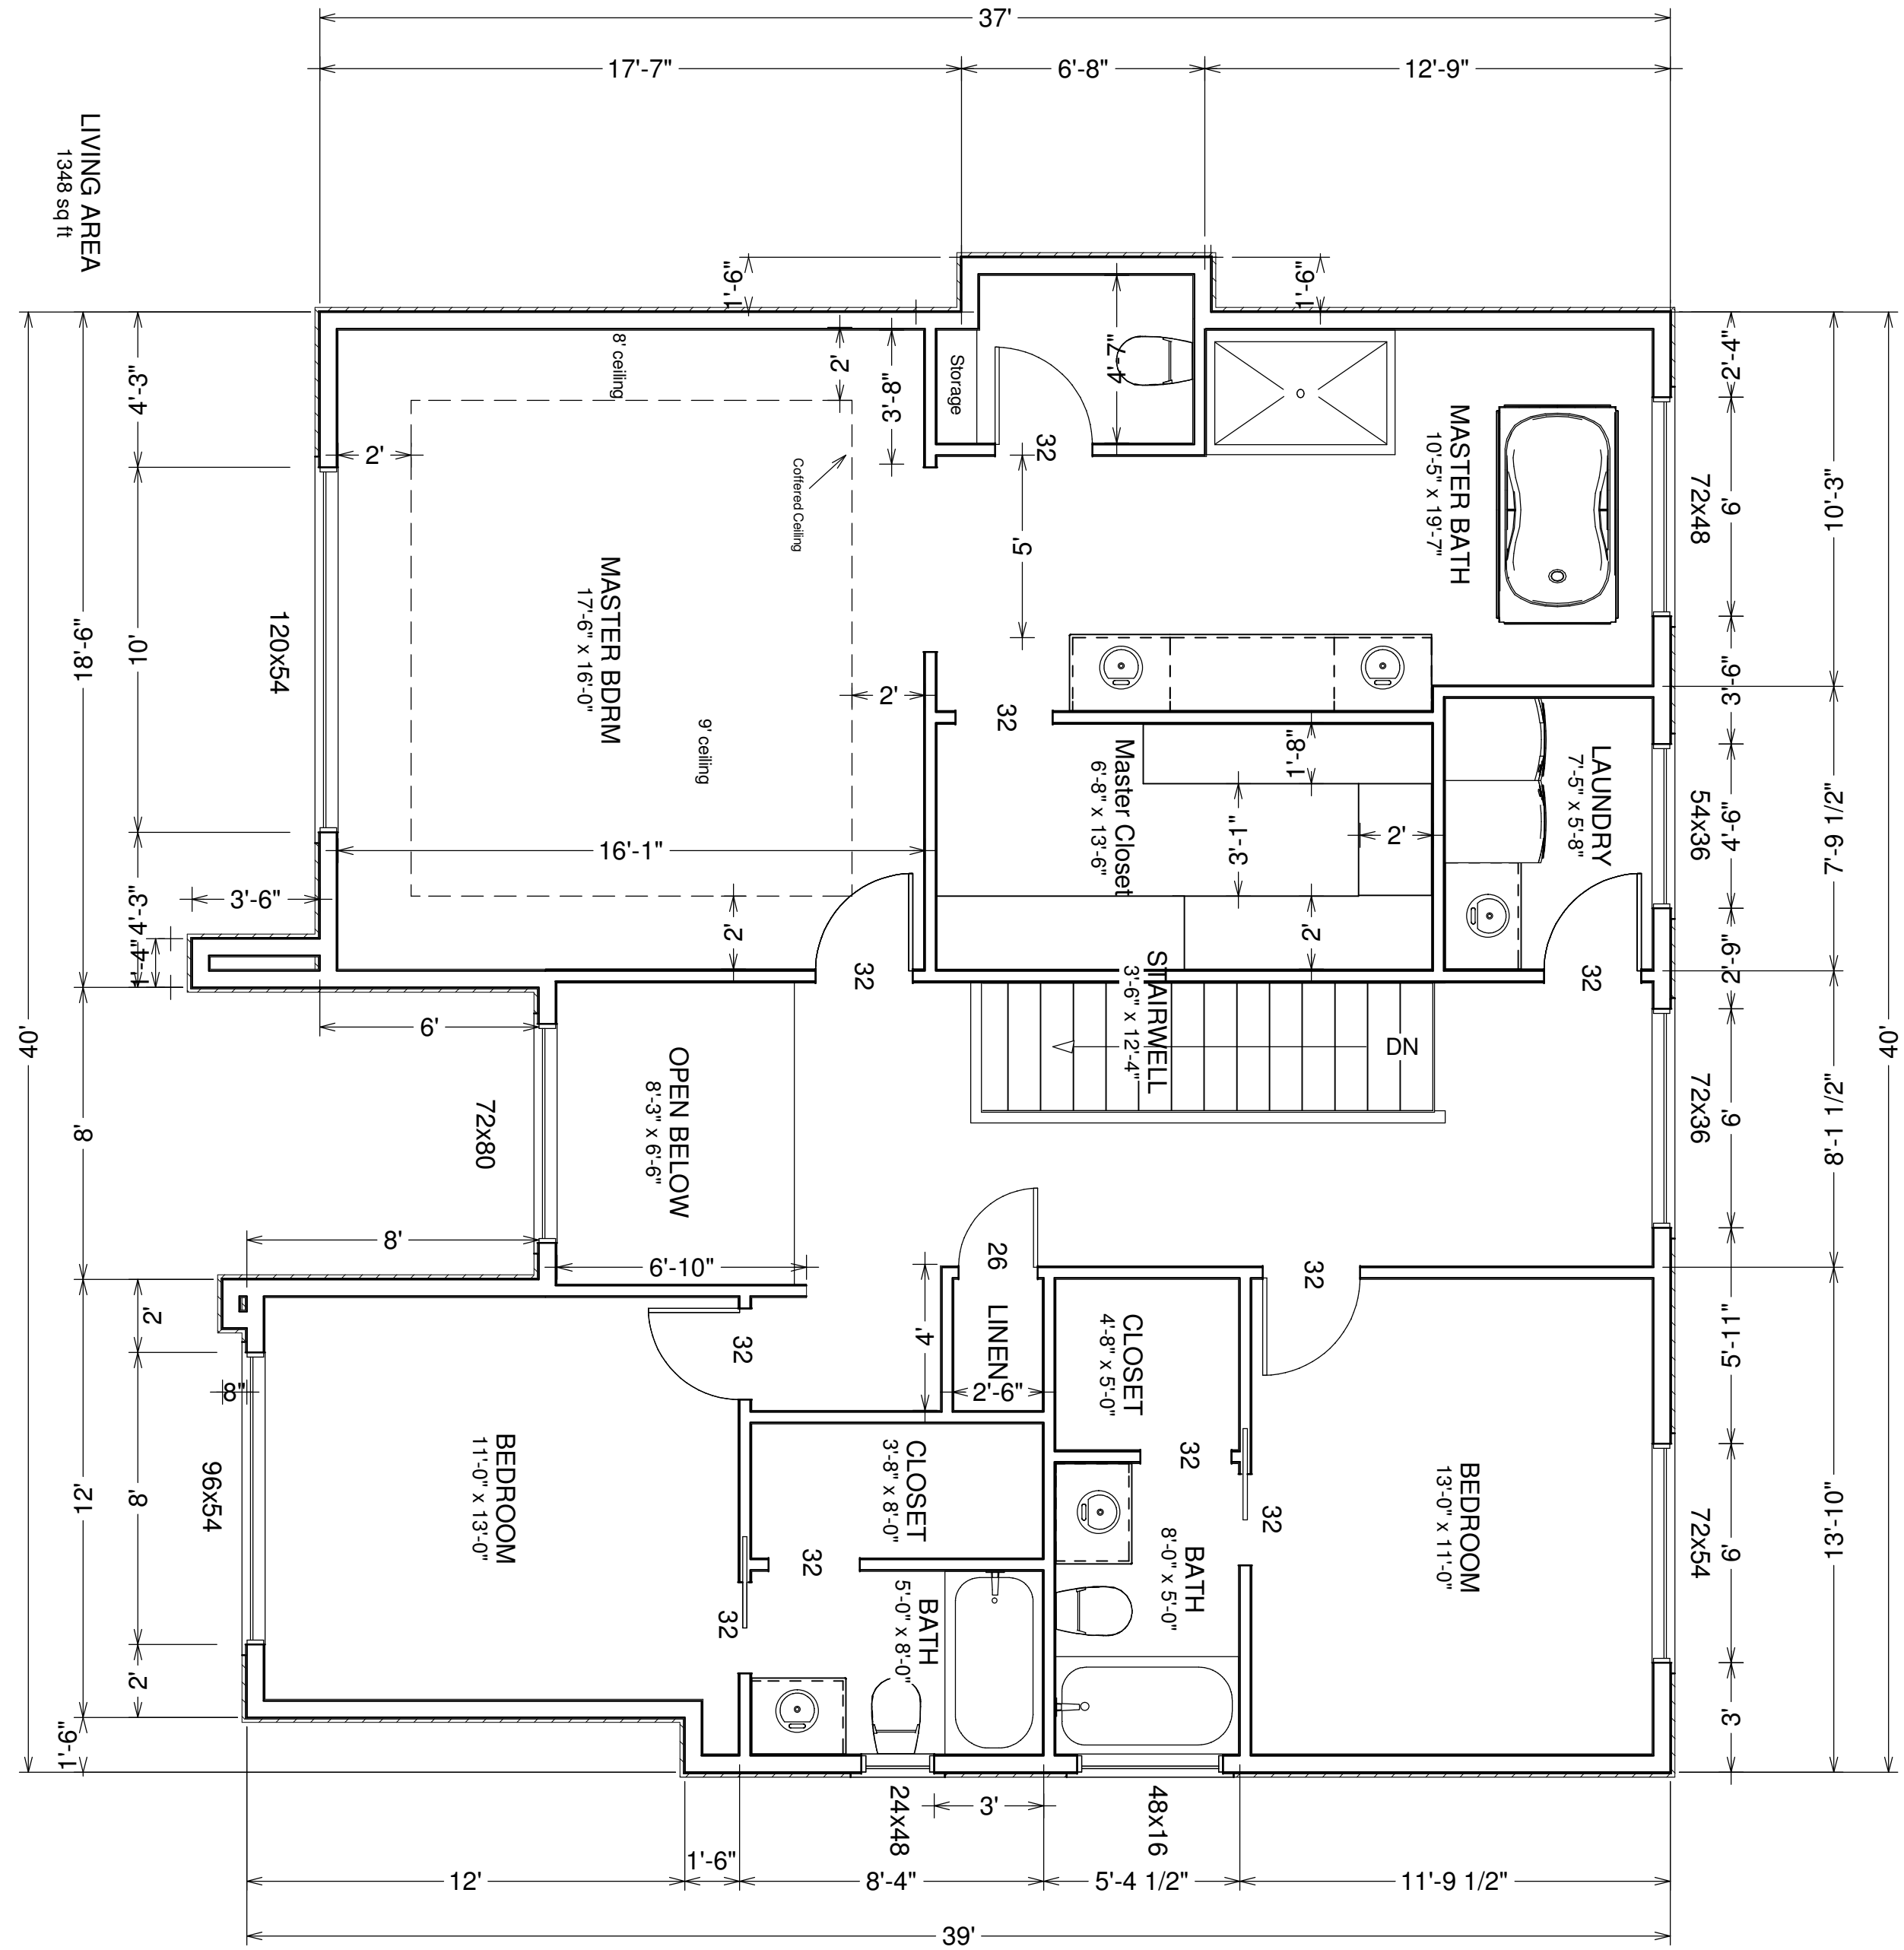 37'
17'-7"
6'-8"
12'-9"
LIVING AREA
1348 sq ft
1'-6"
1'-6"
4'-3"
10'
4'-3"
1'-4"
18'-6"
8'
12'
1'-6"
40'
2'
8'
2'
120x54
72x80
96x54
3'-6"
6'
8'
8"
8' ceiling
2'
3'-8"
2'
Coffered Ceiling
MASTER BDRM
17'-6" x 16'-0"
9' ceiling
2'
16'-1"
2'
32
Storage
4'-7"
32
5'
MASTER BATH
10'-5" x 19'-7"
32
Master Closet
6'-8" x 13'-6"
1'-8"
3'-1"
2'
2'
LAUNDRY
7'-5" x 5'-8"
32
STAIRWELL
3'-6" x 12'-4"
DN
OPEN BELOW
8'-3" x 6'-6"
6'-10"
26
LINEN
2'-6"
4'
32
32
CLOSET
4'-8" x 5'-0"
CLOSET
3'-8" x 8'-0"
BEDROOM
11'-0" x 13'-0"
32
32
32
32
BATH
8'-0" x 5'-0"
BATH
5'-0" x 8'-0"
BEDROOM
13'-0" x 11'-0"
2'-4"
6'
3'-6"
4'-6"
2'-9"
6'
5'-11"
6'
3'
72x48
54x36
72x36
72x54
10'-3"
7'-9 1/2"
8'-1 1/2"
13'-10"
40'
24x48
3'
48x16
12'
1'-6"
8'-4"
5'-4 1/2"
11'-9 1/2"
39'